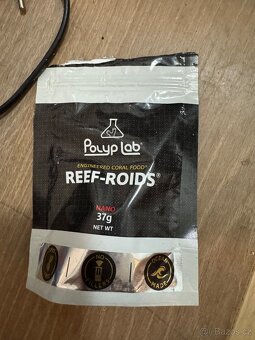 Polyp Lab
ENGINEERED CORAL FOOD
REEF-ROIDS®
NANO
37g
NET WT